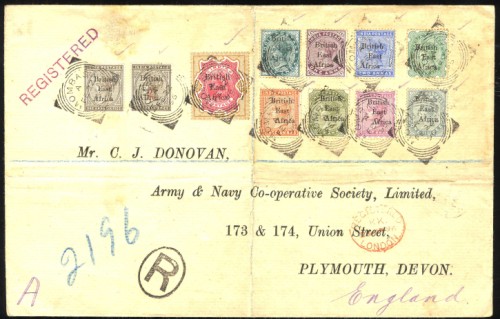 REGISTERED
British East Africa
British East Africa
British East Africa
British East Africa
British East Africa
British East Africa
British East Africa
British East Africa
British East Africa
British East Africa
British East Africa
Mr. C. J. DONOVAN,
Army & Navy Co-operative Society, Limited,
173 & 174, Union Street,
LONDON
PLYMOUTH, DEVON.
England.
2196
R
A